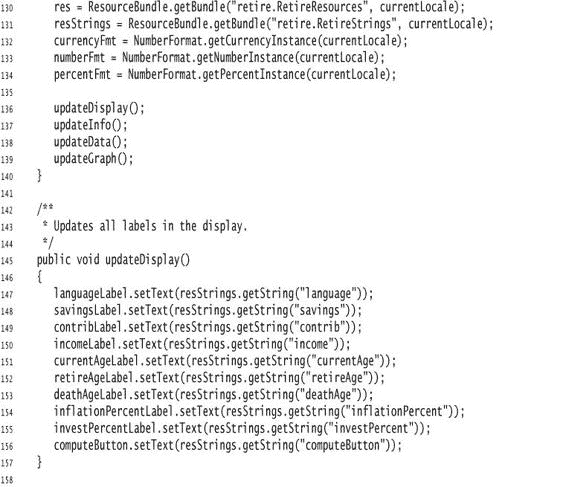 130 res = ResourceBundle.getBundle("retire.RetireResources", currentLocale);
131 resStrings = ResourceBundle.getBundle("retire.RetireStrings", currentLocale);
132 currencyFmt = NumberFormat.getCurrencyInstance(currentLocale);
133 numberFmt = NumberFormat.getNumberInstance(currentLocale);
134 percentFmt = NumberFormat.getPercentInstance(currentLocale);
135
136 updateDisplay();
137 updateInfo();
138 updateData();
139 updateGraph();
140 }
141
142 /**
143 * Updates all labels in the display.
144 */
145 public void updateDisplay()
146 {
147 languageLabel.setText(resStrings.getString("language"));
148 savingsLabel.setText(resStrings.getString("savings"));
149 contribLabel.setText(resStrings.getString("contrib"));
150 incomeLabel.setText(resStrings.getString("income"));
151 currentAgeLabel.setText(resStrings.getString("currentAge"));
152 retireAgeLabel.setText(resStrings.getString("retireAge"));
153 deathAgeLabel.setText(resStrings.getString("deathAge"));
154 inflationPercentLabel.setText(resStrings.getString("inflationPercent"));
155 investPercentLabel.setText(resStrings.getString("investPercent"));
156 computeButton.setText(resStrings.getString("computeButton"));
157 }
158